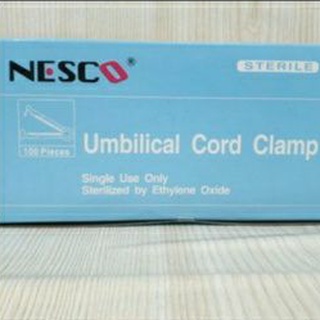 NESCO®
STERILE
100 Pieces
Umbilical Cord Clamp
Single Use Only
Sterilized by Ethylene Oxide